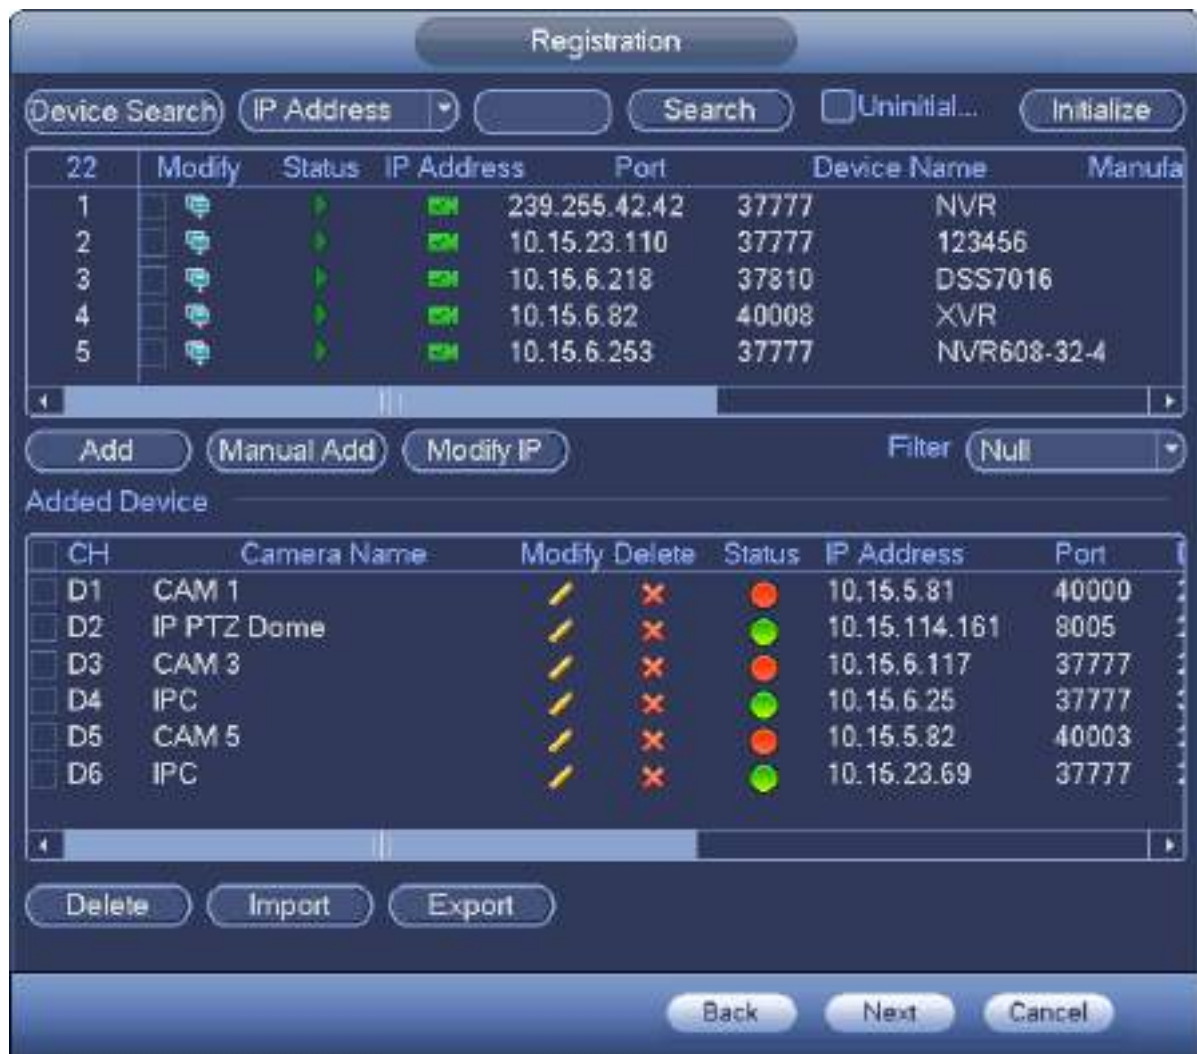 Registration
Device Search IP Address Search Uninitial... Initialize
22 Modify Status IP Address Port Device Name Manufa
1 239.255.42.42 37777 NVR
2 10.15.23.110 37777 123456
3 10.15.6.218 37810 DSS7016
4 10.15.6.82 40008 XVR
5 10.15.6.253 37777 NVR608-32-4
Add Manual Add Modify IP Filter Null
Added Device
CH Camera Name Modify Delete Status IP Address Port
D1 CAM 1 10.15.5.81 40000
D2 IP PTZ Dome 10.15.114.161 8005
D3 CAM 3 10.15.6.117 37777
D4 IPC 10.15.6.25 37777
D5 CAM 5 10.15.5.82 40003
D6 IPC 10.15.23.69 37777
Delete Import Export
Back Next Cancel